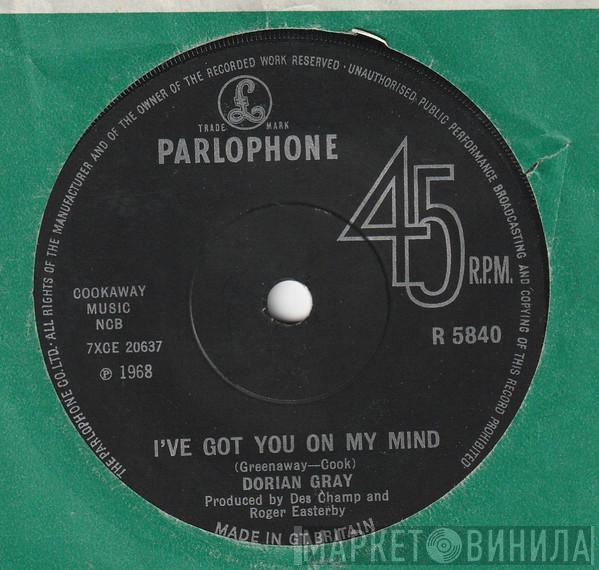 ALL RIGHTS OF THE MANUFACTURER AND OF THE OWNER OF THE RECORDED WORK RESERVED · UNAUTHORISED PUBLIC PERFORMANCE BROADCASTING AND COPYING OF THIS RECORD PROHIBITED
THE PARLOPHONE CO. LTD.
£
TRADE MARK
PARLOPHONE
45
R.P.M.
COOKAWAY
MUSIC
NCB
7XCE 20637
℗ 1968
R 5840
I'VE GOT YOU ON MY MIND
(Greenaway—Cook)
DORIAN GRAY
Produced by Des Champ and
Roger Easterby
MADE IN GT. BRITAIN
МАРКЕТ ВИНИЛА